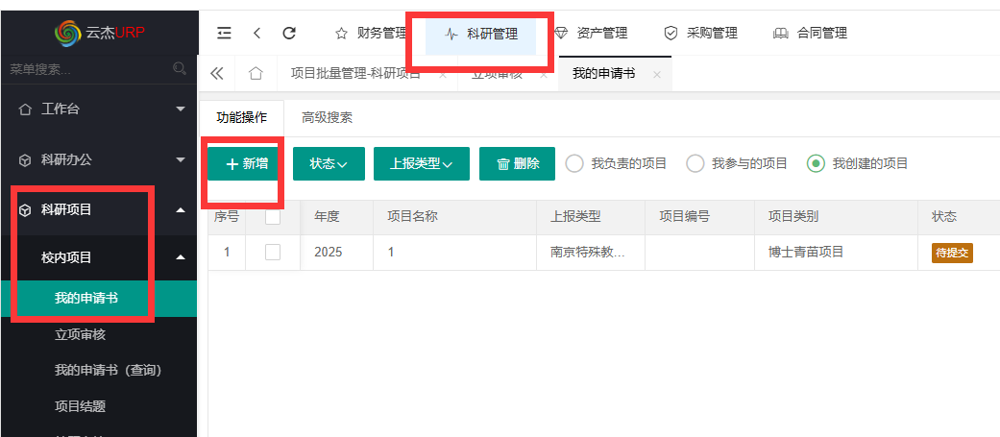 云杰URP
财务管理 科研管理 资产管理 采购管理 合同管理
菜单搜索...
项目批量管理-科研项目 立项审核 我的申请书
工作台
科研办公
科研项目
校内项目
我的申请书
立项审核
我的申请书（查询）
项目结题
功能操作 高级搜索
新增 状态 上报类型 删除 我负责的项目 我参与的项目 我创建的项目
序号 年度 项目名称 上报类型 项目编号 项目类别 状态
1 2025 1 南京特殊教... 博士青苗项目 待提交